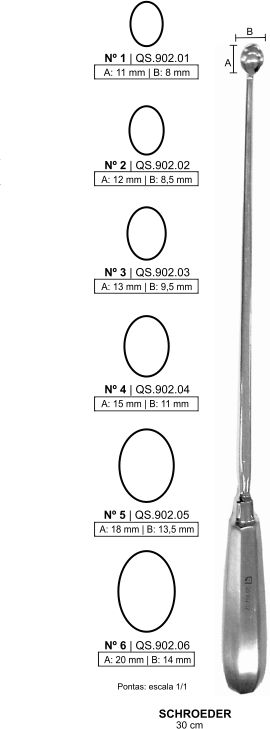 B
A
Nº 1 | QS.902.01
A: 11 mm | B: 8 mm
Nº 2 | QS.902.02
A: 12 mm | B: 8,5 mm
Nº 3 | QS.902.03
A: 13 mm | B: 9,5 mm
Nº 4 | QS.902.04
A: 15 mm | B: 11 mm
Nº 5 | QS.902.05
A: 18 mm | B: 13,5 mm
Nº 6 | QS.902.06
A: 20 mm | B: 14 mm
Pontas: escala 1/1
SCHROEDER
30 cm